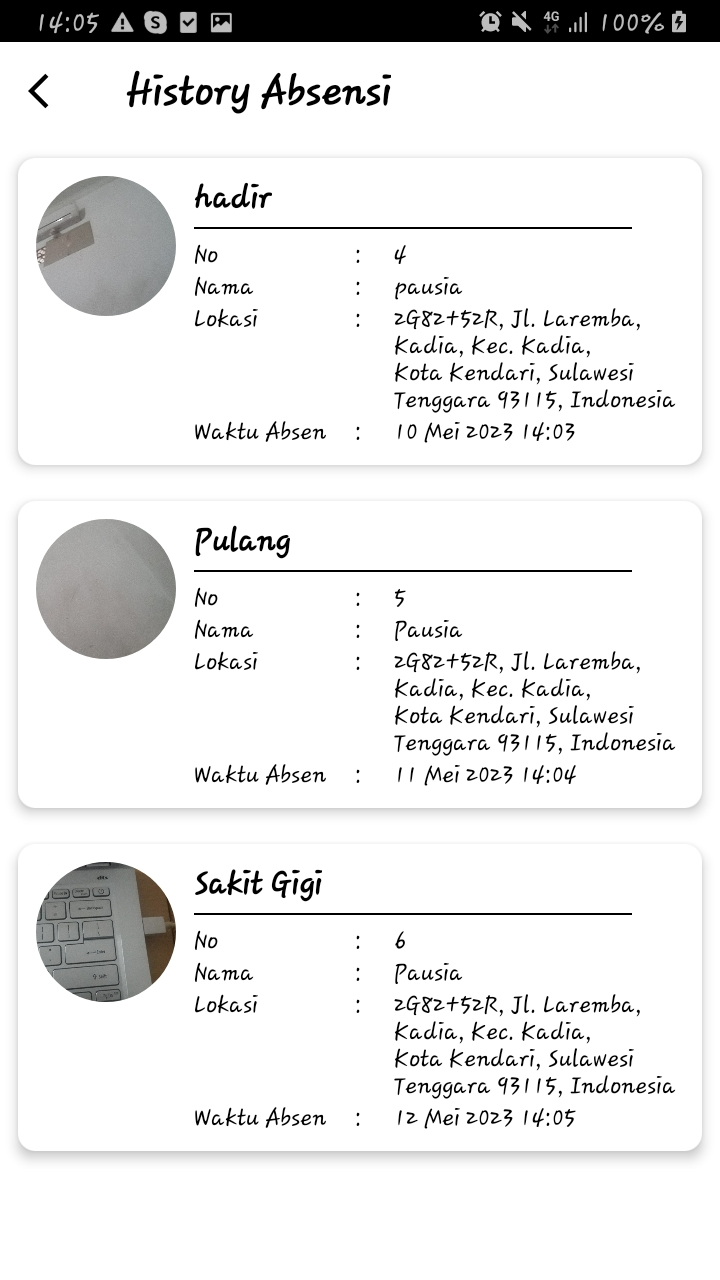 14:05 4G 100%
History Absensi
hadir
No : 4
Nama : pausia
Lokasi : 2G82+52R, Jl. Laremba,
Kadia, Kec. Kadia,
Kota Kendari, Sulawesi
Tenggara 93115, Indonesia
Waktu Absen : 10 Mei 2023 14:03
Pulang
No : 5
Nama : Pausia
Lokasi : 2G82+52R, Jl. Laremba,
Kadia, Kec. Kadia,
Kota Kendari, Sulawesi
Tenggara 93115, Indonesia
Waktu Absen : 11 Mei 2023 14:04
Sakit Gigi
No : 6
Nama : Pausia
Lokasi : 2G82+52R, Jl. Laremba,
Kadia, Kec. Kadia,
Kota Kendari, Sulawesi
Tenggara 93115, Indonesia
Waktu Absen : 12 Mei 2023 14:05